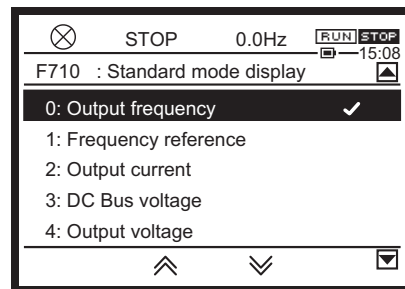 STOP 0.0Hz RUN STOP
15:08
F710 : Standard mode display
0: Output frequency
1: Frequency reference
2: Output current
3: DC Bus voltage
4: Output voltage